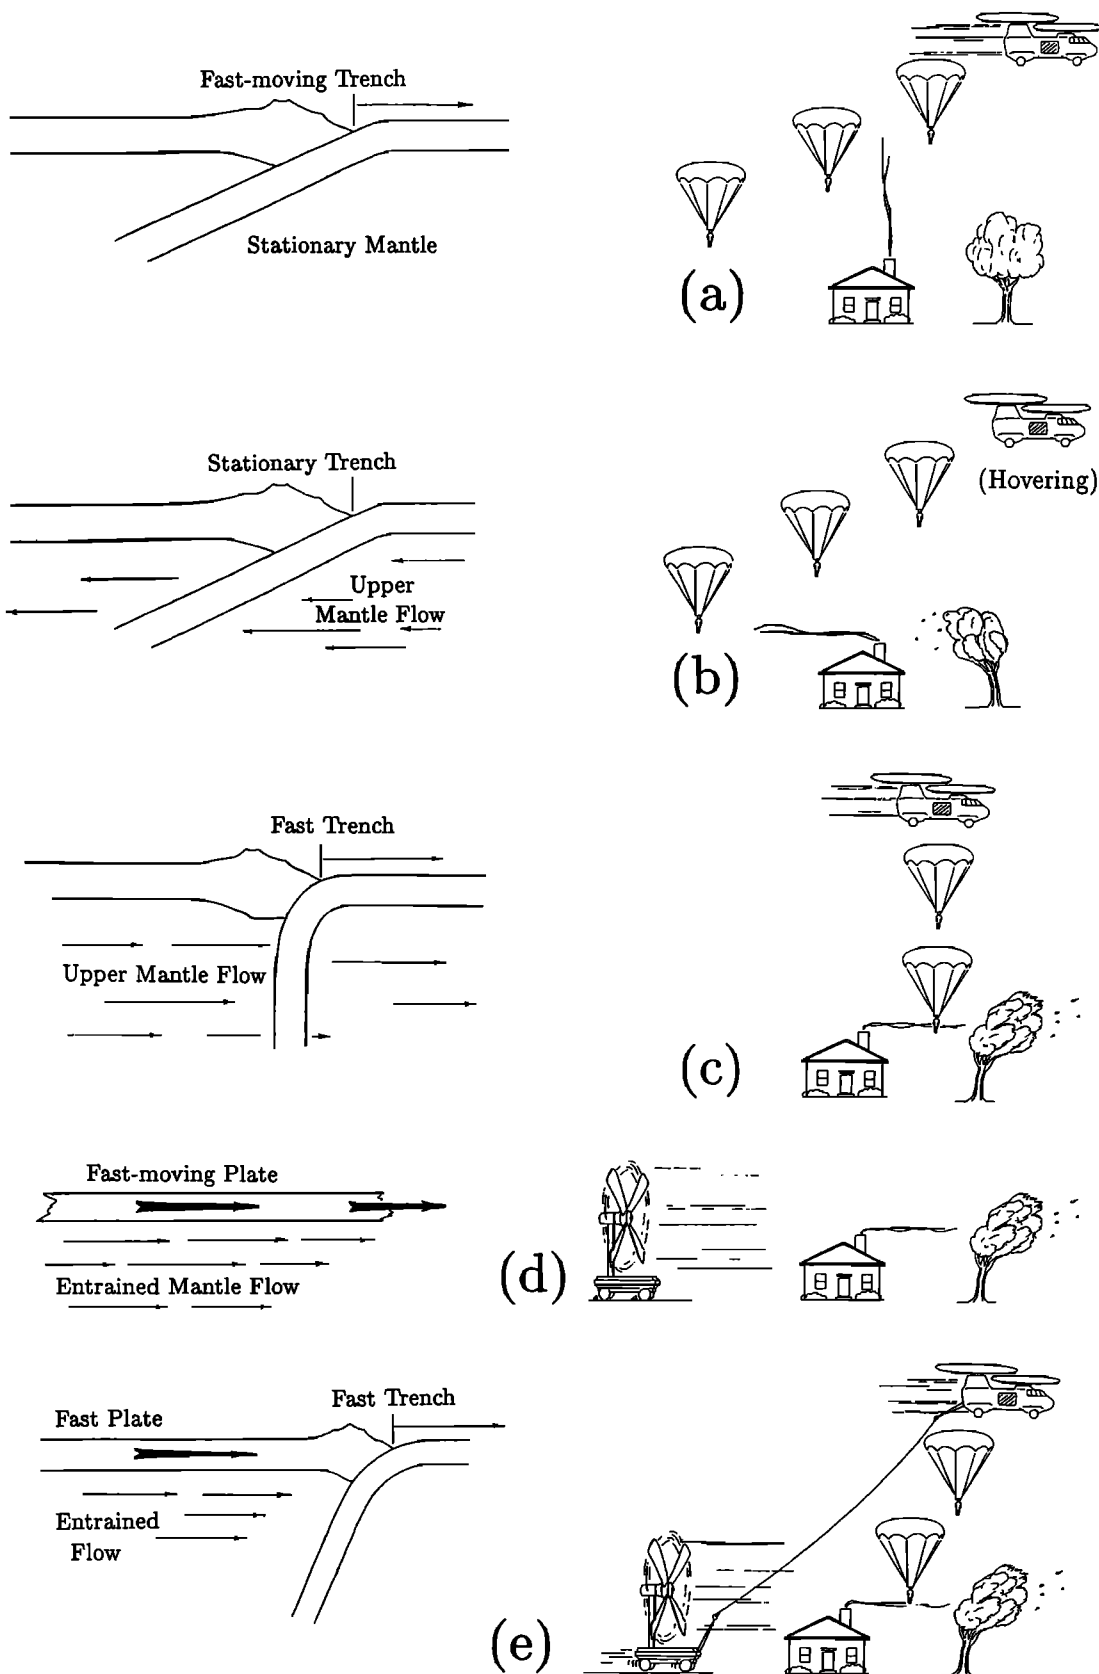 Fast-moving Trench
Stationary Mantle
(a)
Stationary Trench
(Hovering)
Upper
Mantle Flow
(b)
Fast Trench
Upper Mantle Flow
(c)
Fast-moving Plate
Entrained Mantle Flow
(d)
Fast Trench
Fast Plate
Entrained
Flow
(e)